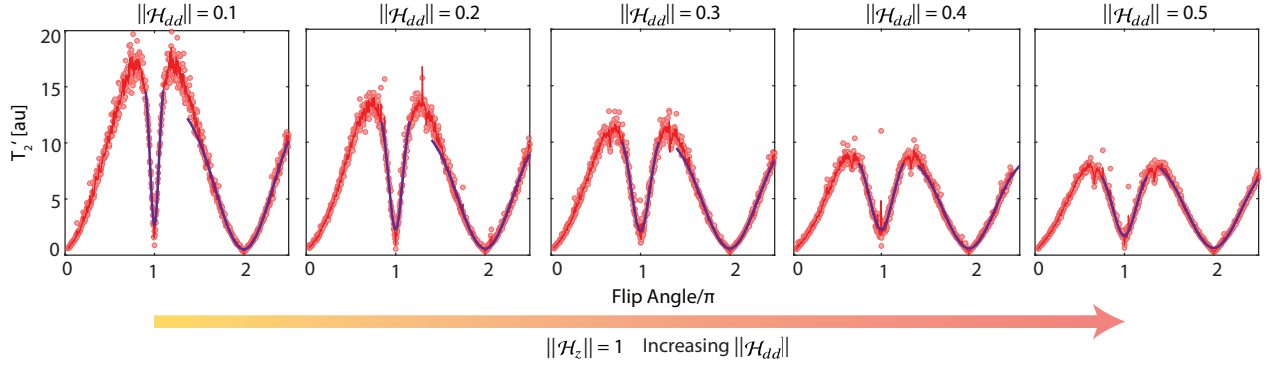 ||ℋdd|| = 0.1 ||ℋdd|| = 0.2 ||ℋdd|| = 0.3 ||ℋdd|| = 0.4 ||ℋdd|| = 0.5
20
15
10
5
0
T2′ [au]
0 1 2 0 1 2 0 1 2 0 1 2 0 1 2
Flip Angle/π
||ℋz|| = 1 Increasing ||ℋdd||